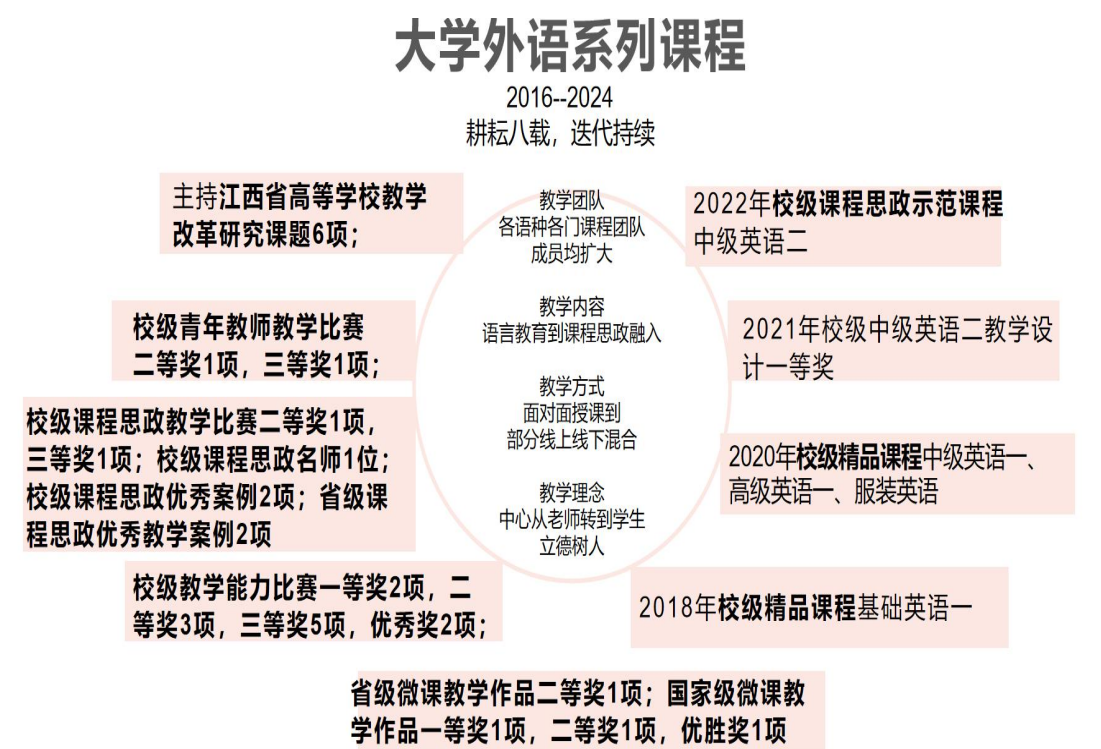 大学外语系列课程
2016--2024
耕耘八载，迭代持续
主持江西省高等学校教学
改革研究课题6项；
校级青年教师教学比赛
二等奖1项，三等奖1项；
校级课程思政教学比赛二等奖1项，
三等奖1项；校级课程思政名师1位；
校级课程思政优秀案例2项；省级课
程思政优秀教学案例2项
校级教学能力比赛一等奖2项，二
等奖3项，三等奖5项，优秀奖2项；
教学团队
各语种各门课程团队
成员均扩大
教学内容
语言教育到课程思政融入
教学方式
面对面授课到
部分线上线下混合
教学理念
中心从老师转到学生
立德树人
2022年校级课程思政示范课程
中级英语二
2021年校级中级英语二教学设
计一等奖
2020年校级精品课程中级英语一、
高级英语一、服装英语
2018年校级精品课程基础英语一
省级微课教学作品二等奖1项；国家级微课教
学作品一等奖1项，二等奖1项，优胜奖1项